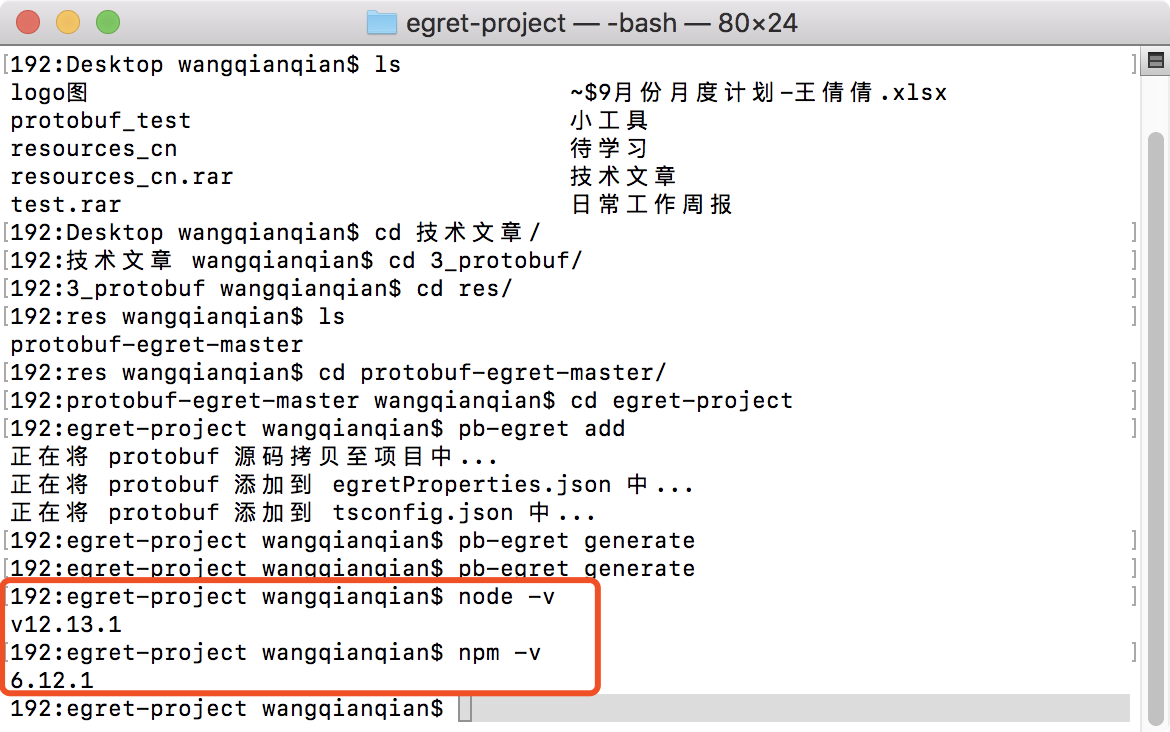 egret-project — -bash — 80×24
[192:Desktop wangqianqian$ ls ]
logo图 ~$9月份月度计划-王倩倩.xlsx
protobuf_test 小工具
resources_cn 待学习
resources_cn.rar 技术文章
test.rar 日常工作周报
[192:Desktop wangqianqian$ cd 技术文章/ ]
[192:技术文章 wangqianqian$ cd 3_protobuf/ ]
[192:3_protobuf wangqianqian$ cd res/ ]
[192:res wangqianqian$ ls ]
protobuf-egret-master
[192:res wangqianqian$ cd protobuf-egret-master/ ]
[192:protobuf-egret-master wangqianqian$ cd egret-project ]
[192:egret-project wangqianqian$ pb-egret add ]
正在将 protobuf 源码拷贝至项目中...
正在将 protobuf 添加到 egretProperties.json 中...
正在将 protobuf 添加到 tsconfig.json 中...
[192:egret-project wangqianqian$ pb-egret generate ]
[192:egret-project wangqianqian$ pb-egret generate ]
[192:egret-project wangqianqian$ node -v ]
v12.13.1
[192:egret-project wangqianqian$ npm -v ]
6.12.1
192:egret-project wangqianqian$